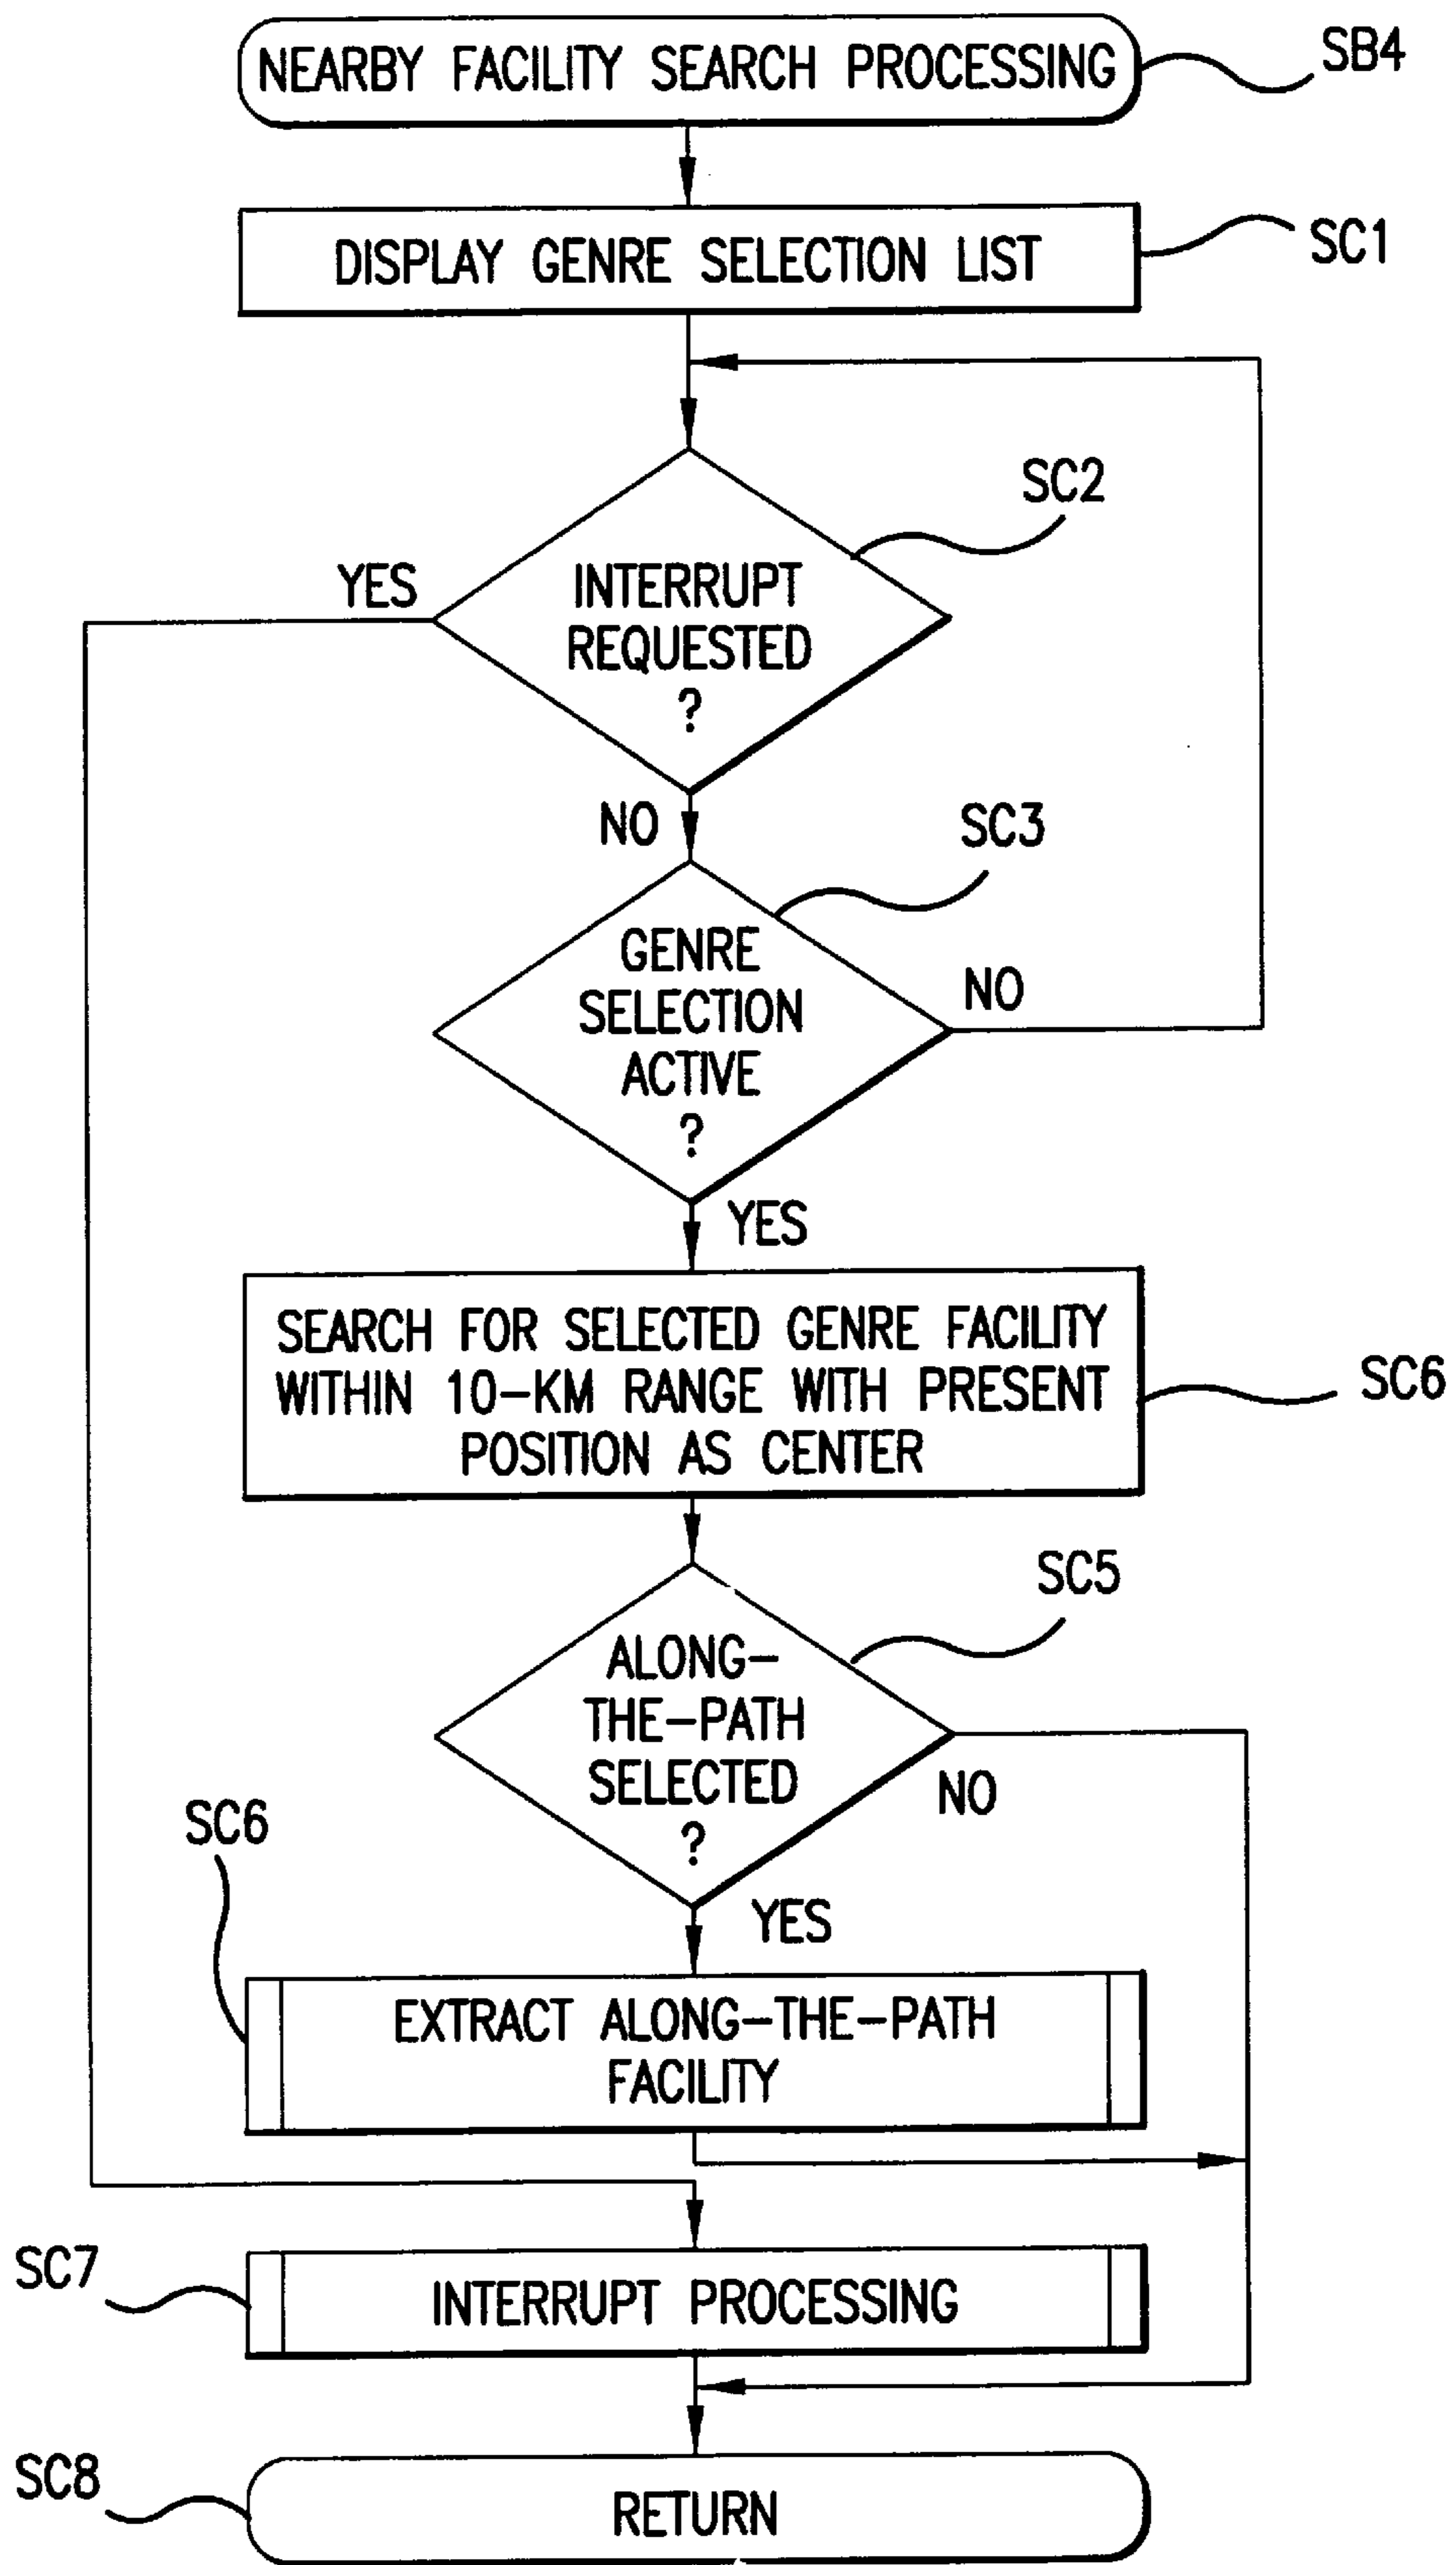 NEARBY FACILITY SEARCH PROCESSING
SB4
DISPLAY GENRE SELECTION LIST
SC1
SC2
YES
INTERRUPT
REQUESTED
?
NO
SC3
GENRE
SELECTION
ACTIVE
?
NO
YES
SEARCH FOR SELECTED GENRE FACILITY
WITHIN 10-KM RANGE WITH PRESENT
POSITION AS CENTER
SC6
SC5
ALONG-
THE-PATH
SELECTED
?
NO
SC6
YES
EXTRACT ALONG-THE-PATH
FACILITY
SC7
INTERRUPT PROCESSING
SC8
RETURN